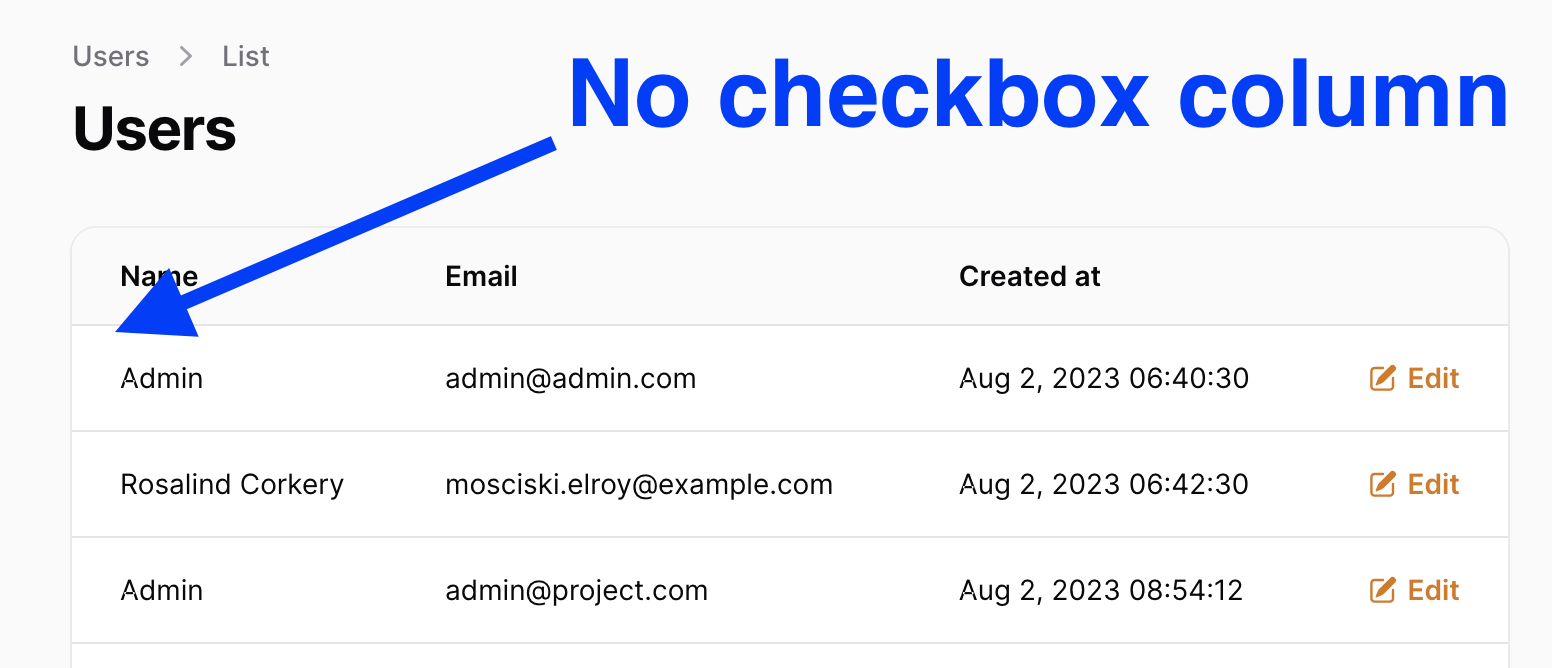 Users > List
No checkbox column
Users
Name Email Created at
Admin admin@admin.com Aug 2, 2023 06:40:30 Edit
Rosalind Corkery mosciski.elroy@example.com Aug 2, 2023 06:42:30 Edit
Admin admin@project.com Aug 2, 2023 08:54:12 Edit